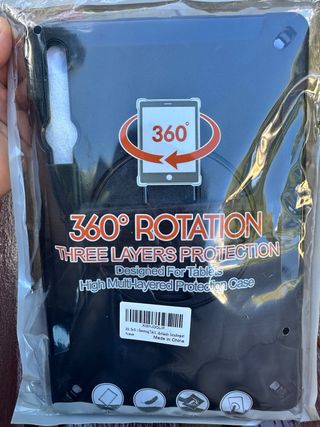 360°
360° ROTATION
THREE LAYERS PROTECTION
Designed For Tablets
High Multi-layered Protection Case
Made in China